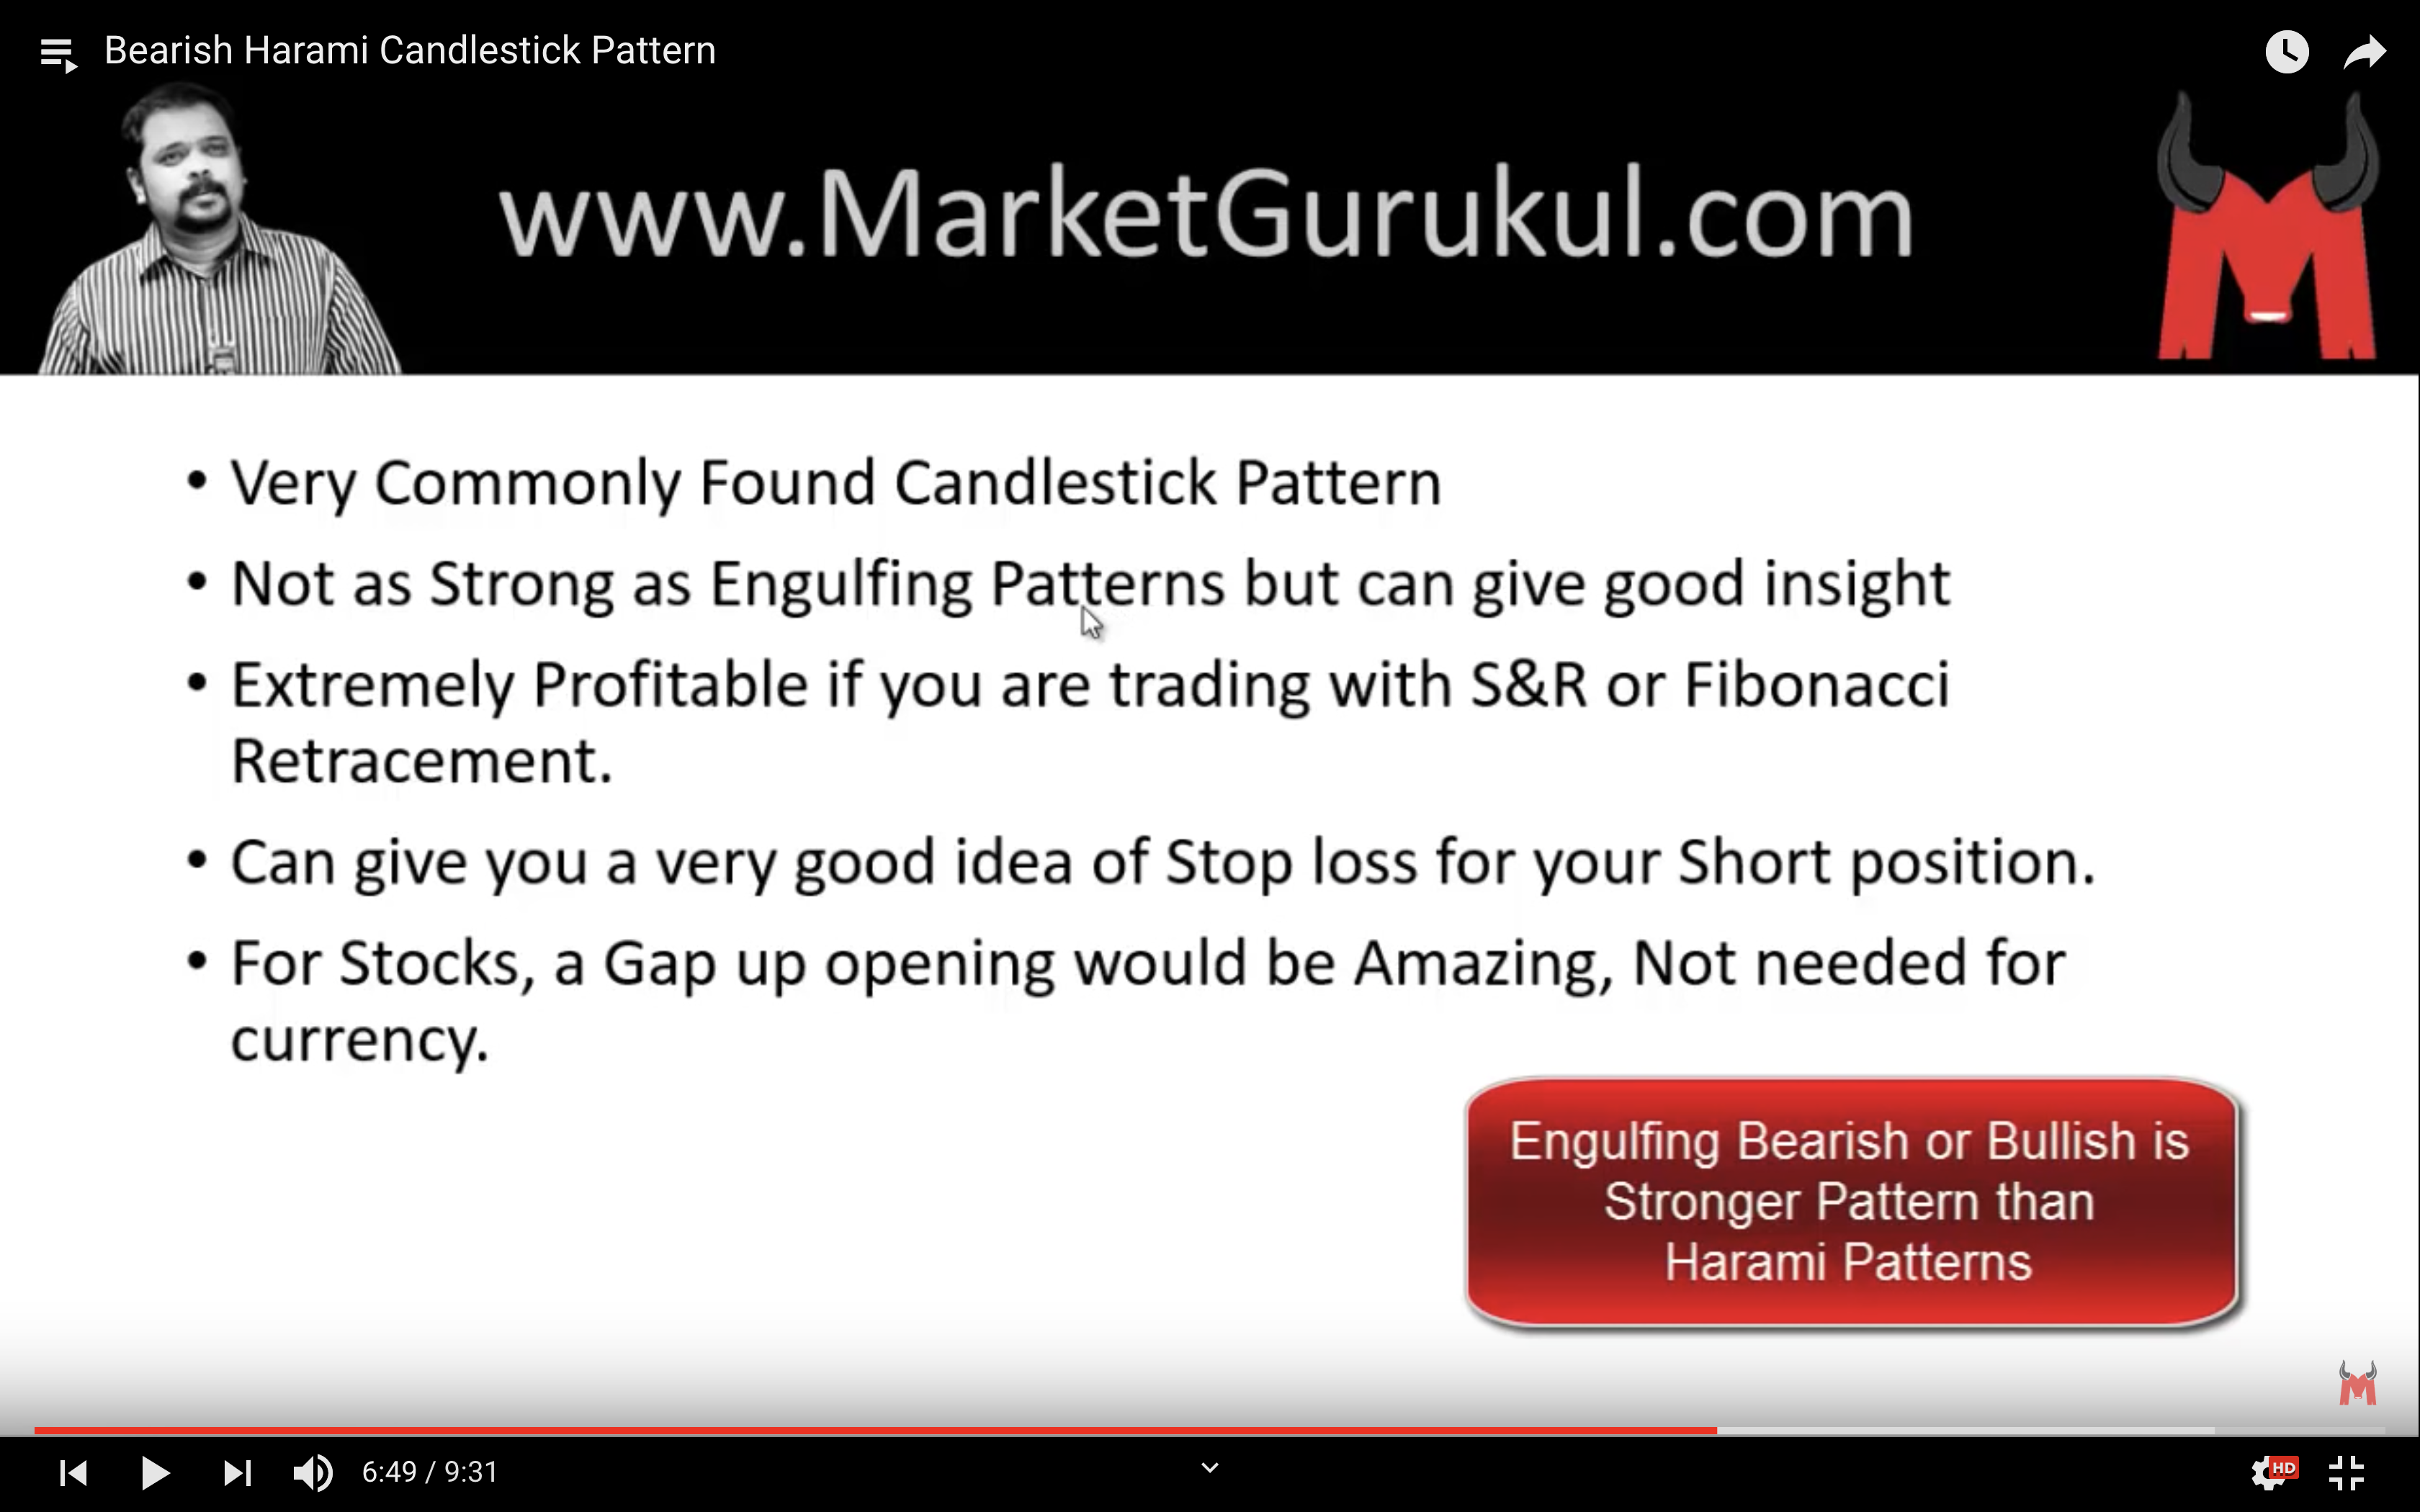 Bearish Harami Candlestick Pattern
www.MarketGurukul.com
• Very Commonly Found Candlestick Pattern
• Not as Strong as Engulfing Patterns but can give good insight
• Extremely Profitable if you are trading with S&R or Fibonacci
Retracement.
• Can give you a very good idea of Stop loss for your Short position.
• For Stocks, a Gap up opening would be Amazing, Not needed for
currency.
Engulfing Bearish or Bullish is
Stronger Pattern than
Harami Patterns
6:49 / 9:31
HD